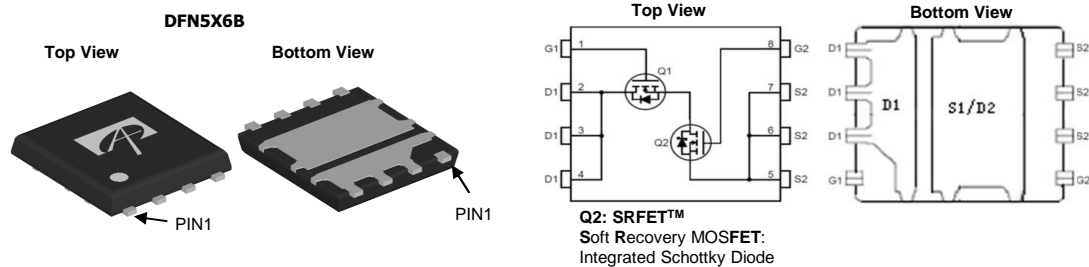 DFN5X6B
Top View
Bottom View
PIN1
PIN1
Top View
G1 1 8 G2
Q1
D1 2 7 S2
D1 3 Q2 6 S2
D1 4 5 S2
Q2: SRFET™
Soft Recovery MOSFET:
Integrated Schottky Diode
Bottom View
D1 S2
D1 D1 S1/D2 S2
D1 S2
G1 G2